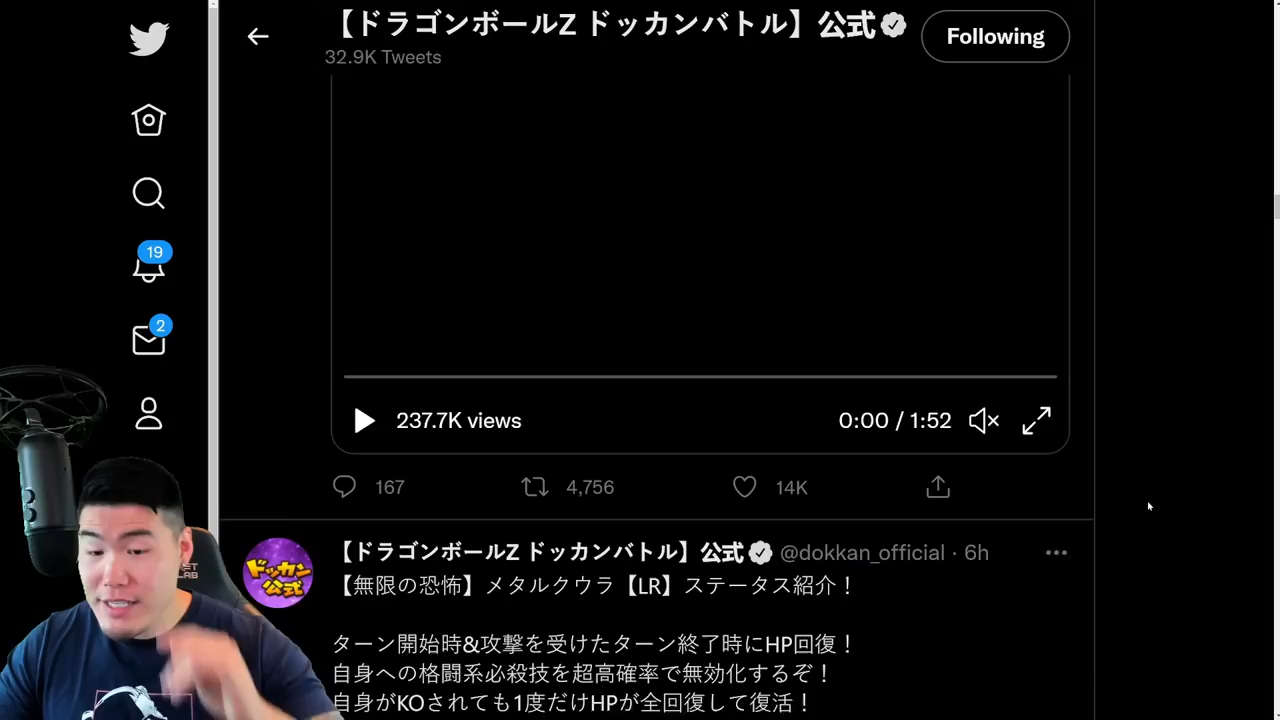 【ドラゴンボールZ ドッカンバトル】公式
32.9K Tweets
Following
19
2
237.7K views
0:00 / 1:52
167
4,756
14K
【ドラゴンボールZ ドッカンバトル】公式 @dokkan_official · 6h
ドッカン
公式
【無限の恐怖】メタルクウラ【LR】ステータス紹介！
ターン開始時&攻撃を受けたターン終了時にHP回復！
自身への格闘系必殺技を超高確率で無効化するぞ！
自身がKOされても1度だけHPが全回復して復活！